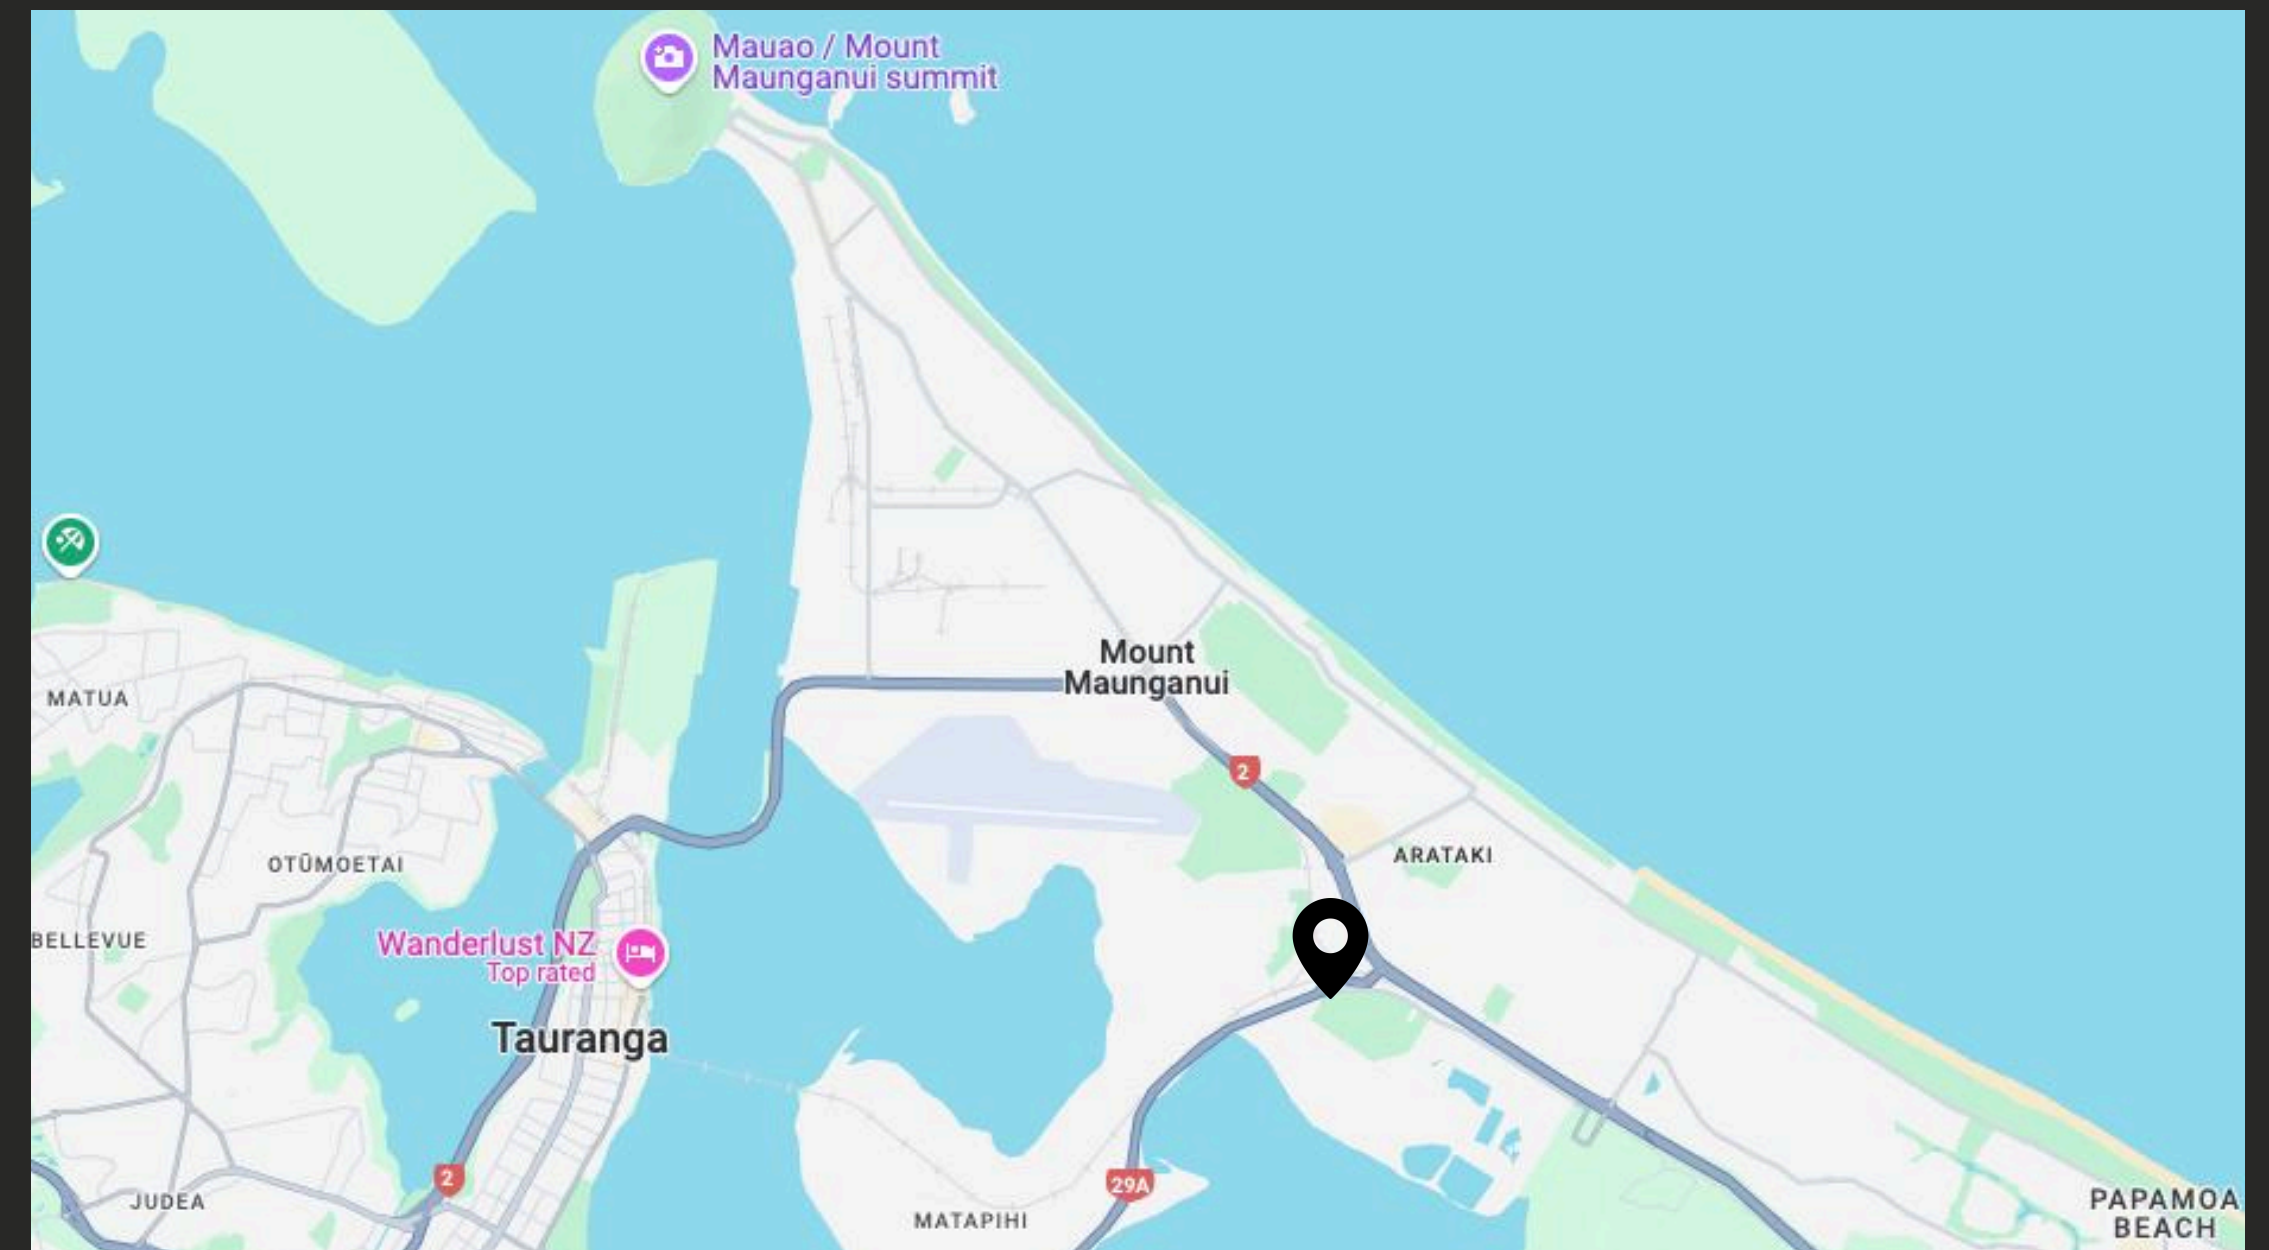 Mauao / Mount
Maunganui summit
Mount
Maunganui
MATUA
2
OTŪMOETAI
ARATAKI
BELLEVUE
Wanderlust NZ
Top rated
Tauranga
2
29A
JUDEA
MATAPIHI
PAPAMOA
BEACH